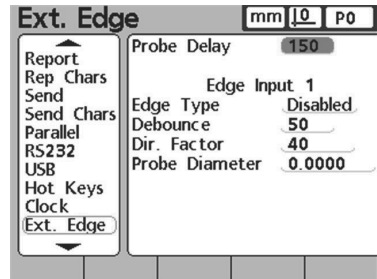 Ext. Edge mm 10 P0
Report
Rep Chars
Send
Send Chars
Parallel
RS232
USB
Hot Keys
Clock
Ext. Edge
Probe Delay 150
Edge Input 1
Edge Type Disabled
Debounce 50
Dir. Factor 40
Probe Diameter 0.0000